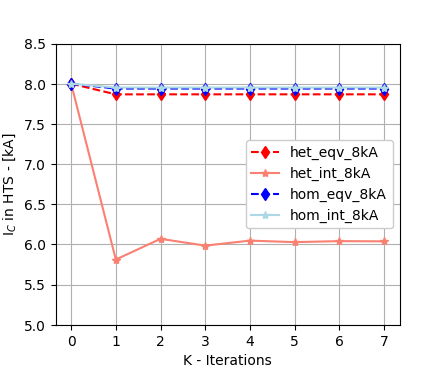 8.5
8.0
7.5
7.0
6.5
6.0
5.5
5.0
I_C in HTS - [kA]
het_eqv_8kA
het_int_8kA
hom_eqv_8kA
hom_int_8kA
0 1 2 3 4 5 6 7
K - Iterations